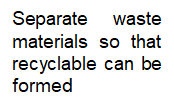 Separate waste
materials so that
recyclable can be
formed